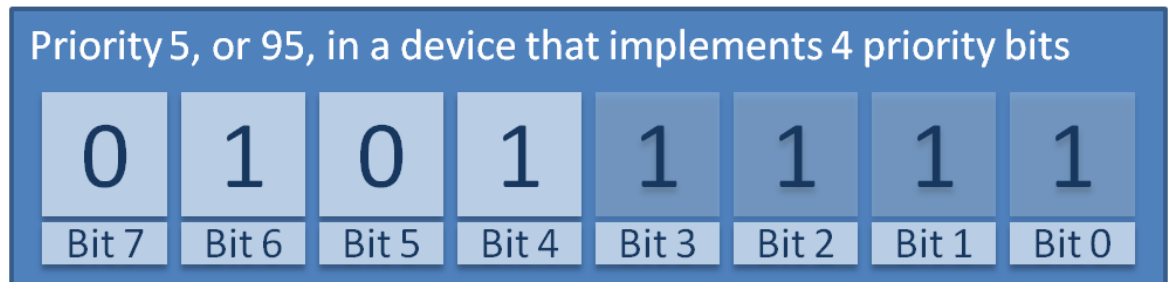 Priority 5, or 95, in a device that implements 4 priority bits
0 1 0 1 1 1 1 1
Bit 7 Bit 6 Bit 5 Bit 4 Bit 3 Bit 2 Bit 1 Bit 0